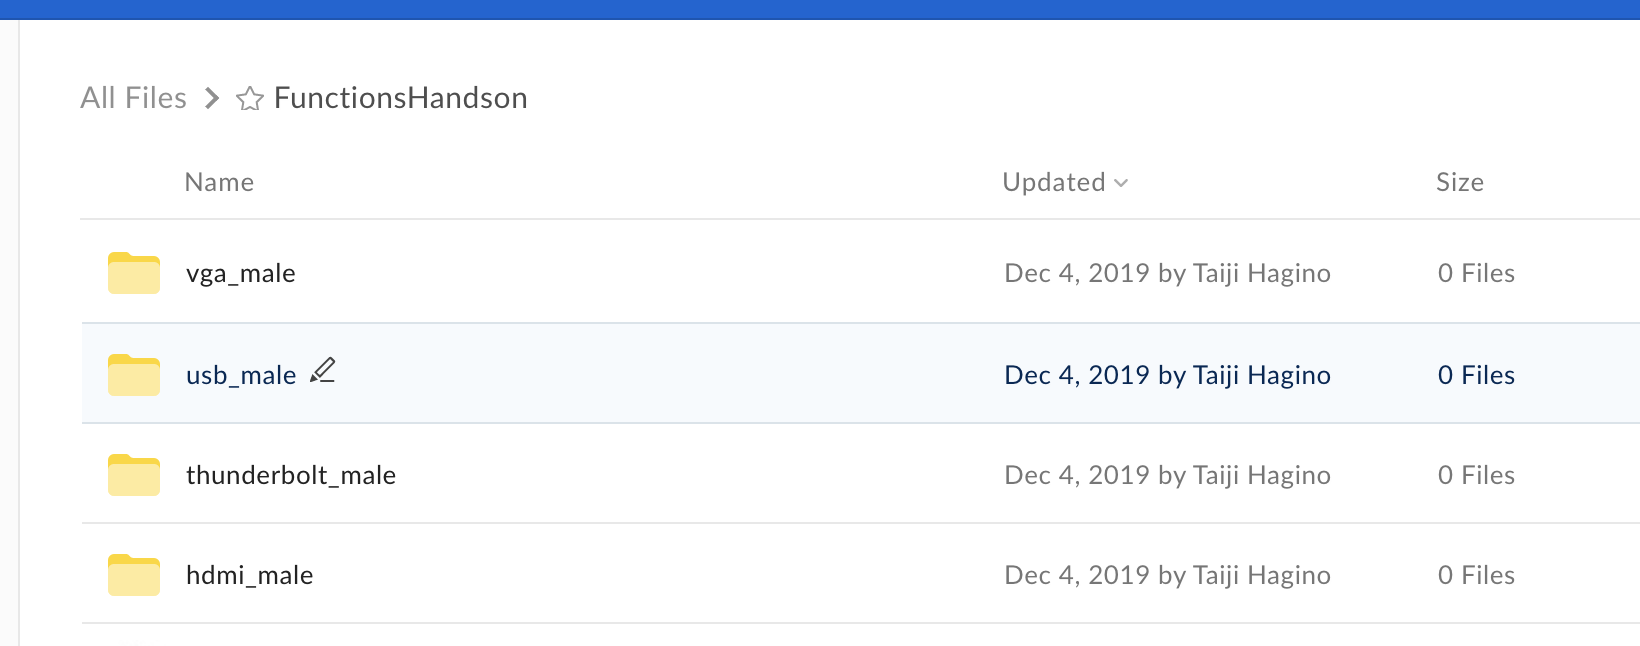 All Files > FunctionsHandson
Name Updated Size
vga_male Dec 4, 2019 by Taiji Hagino 0 Files
usb_male Dec 4, 2019 by Taiji Hagino 0 Files
thunderbolt_male Dec 4, 2019 by Taiji Hagino 0 Files
hdmi_male Dec 4, 2019 by Taiji Hagino 0 Files